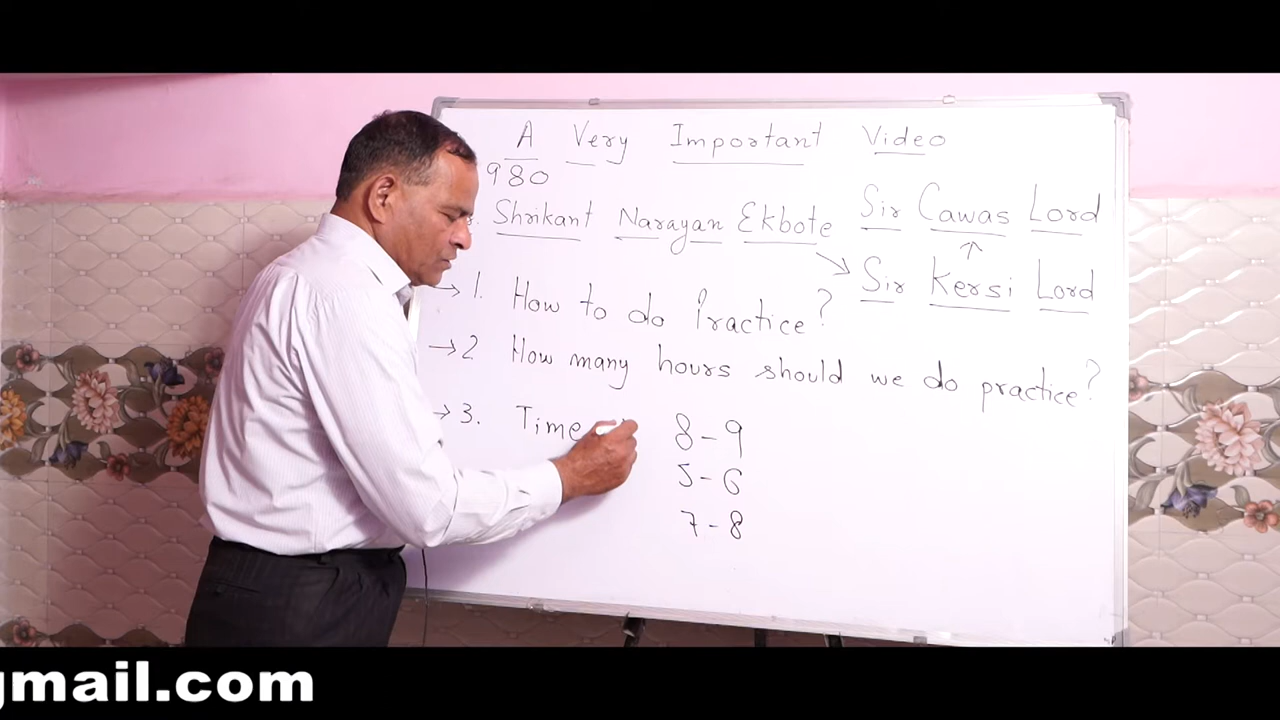 A Very Important Video
980
Shrikant Narayan Ekbote Sir Cawas Lord
↑
→ Sir Kersi Lord
→ 1. How to do Practice?
→ 2 How many hours should we do practice?
→ 3. Time 8-9
5-6
7-8
gmail.com